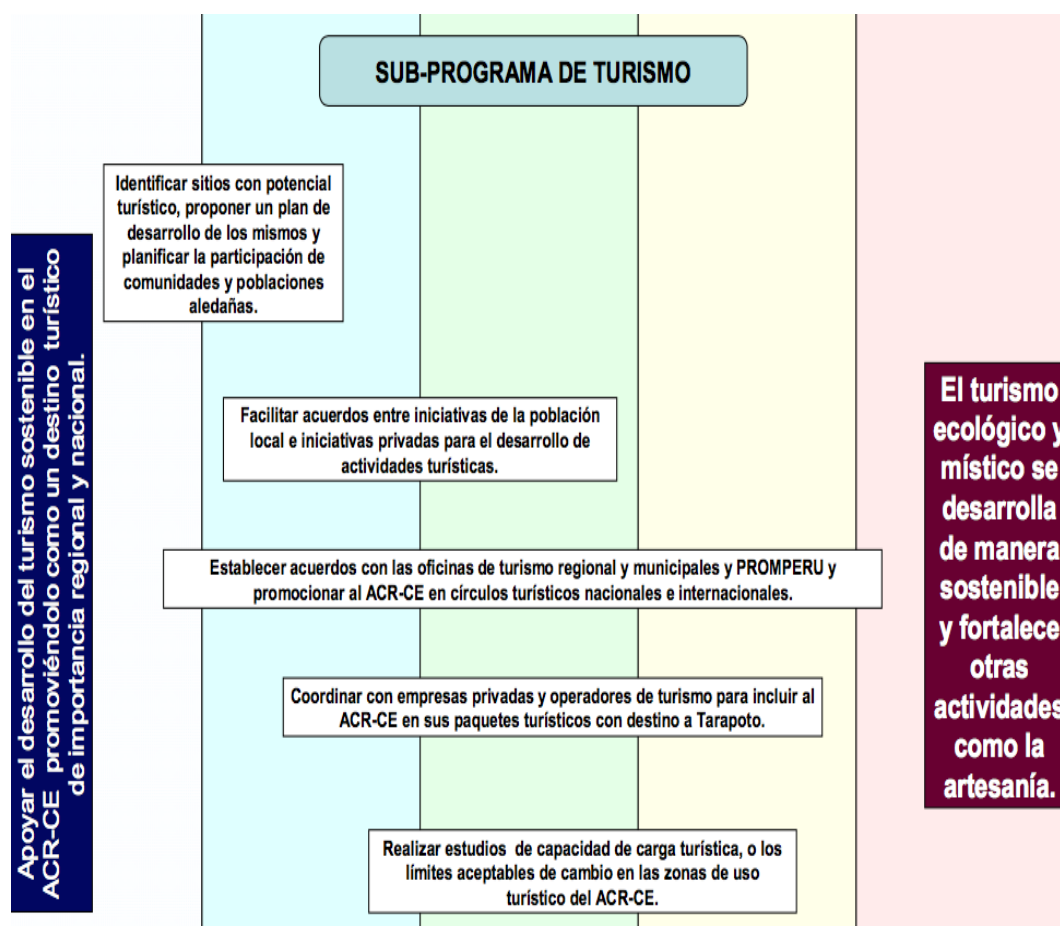 SUB-PROGRAMA DE TURISMO
Identificar sitios con potencial
turístico, proponer un plan de
desarrollo de los mismos y
planificar la participación de
comunidades y poblaciones
aledañas.
Apoyar el desarrollo del turismo sostenible en el
ACR-CE promoviéndolo como un destino turístico
de importancia regional y nacional.
Facilitar acuerdos entre iniciativas de la población
local e iniciativas privadas para el desarrollo de
actividades turísticas.
Establecer acuerdos con las oficinas de turismo regional y municipales y PROMPERU y
promocionar al ACR-CE en círculos turísticos nacionales e internacionales.
Coordinar con empresas privadas y operadores de turismo para incluir al
ACR-CE en sus paquetes turísticos con destino a Tarapoto.
Realizar estudios de capacidad de carga turística, o los
límites aceptables de cambio en las zonas de uso
turístico del ACR-CE.
El turismo
ecológico y
místico se
desarrolla
de manera
sostenible
y fortalece
otras
actividades
como la
artesanía.